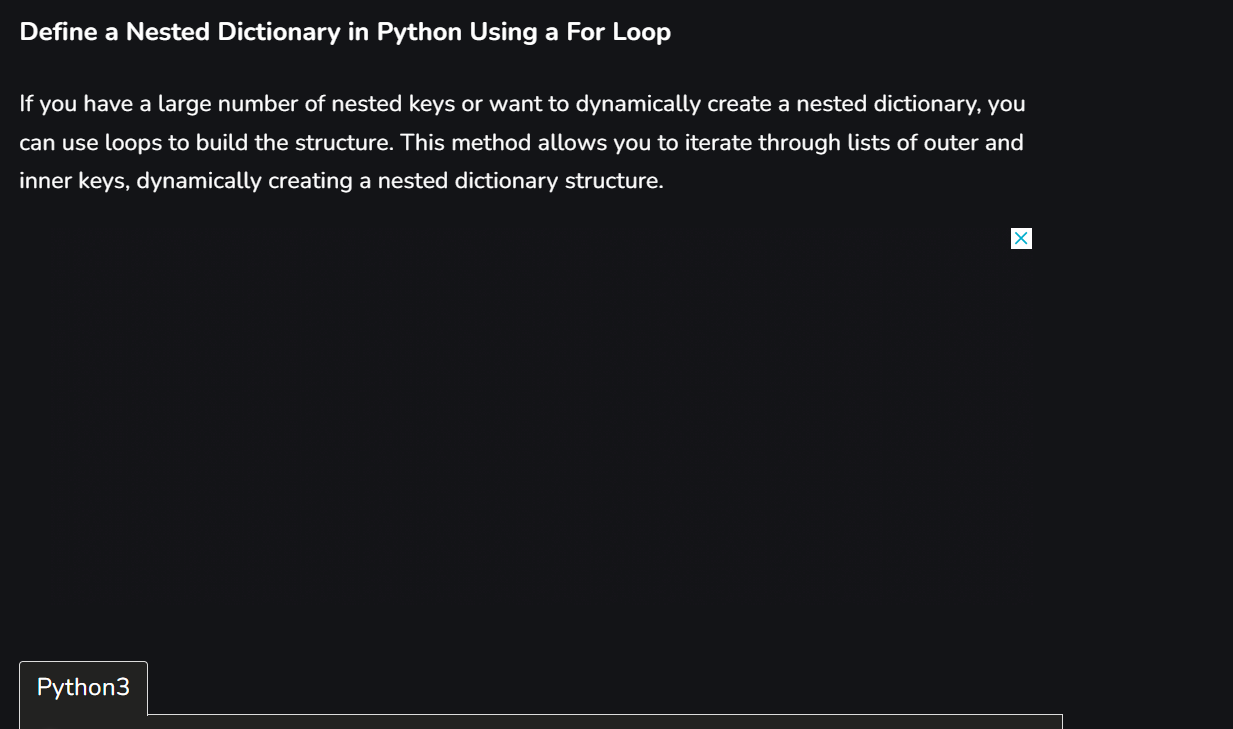 Define a Nested Dictionary in Python Using a For Loop
If you have a large number of nested keys or want to dynamically create a nested dictionary, you
can use loops to build the structure. This method allows you to iterate through lists of outer and
inner keys, dynamically creating a nested dictionary structure.
Python3